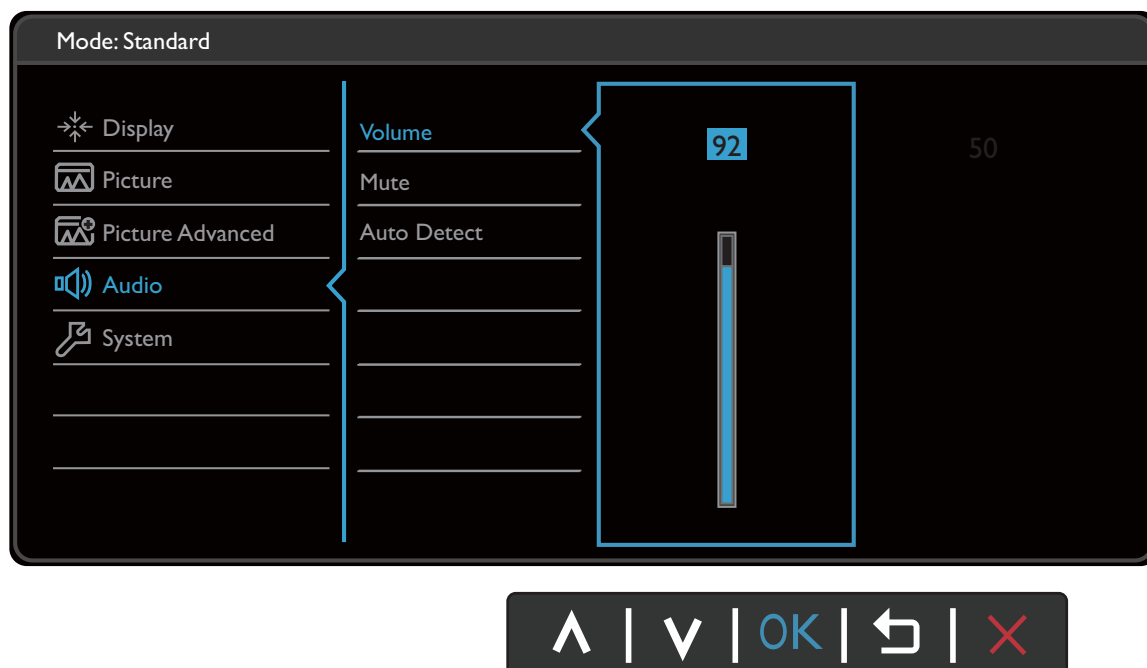 Mode: Standard
Display
Picture
Picture Advanced
Audio
System
Volume
Mute
Auto Detect
92
50
OK